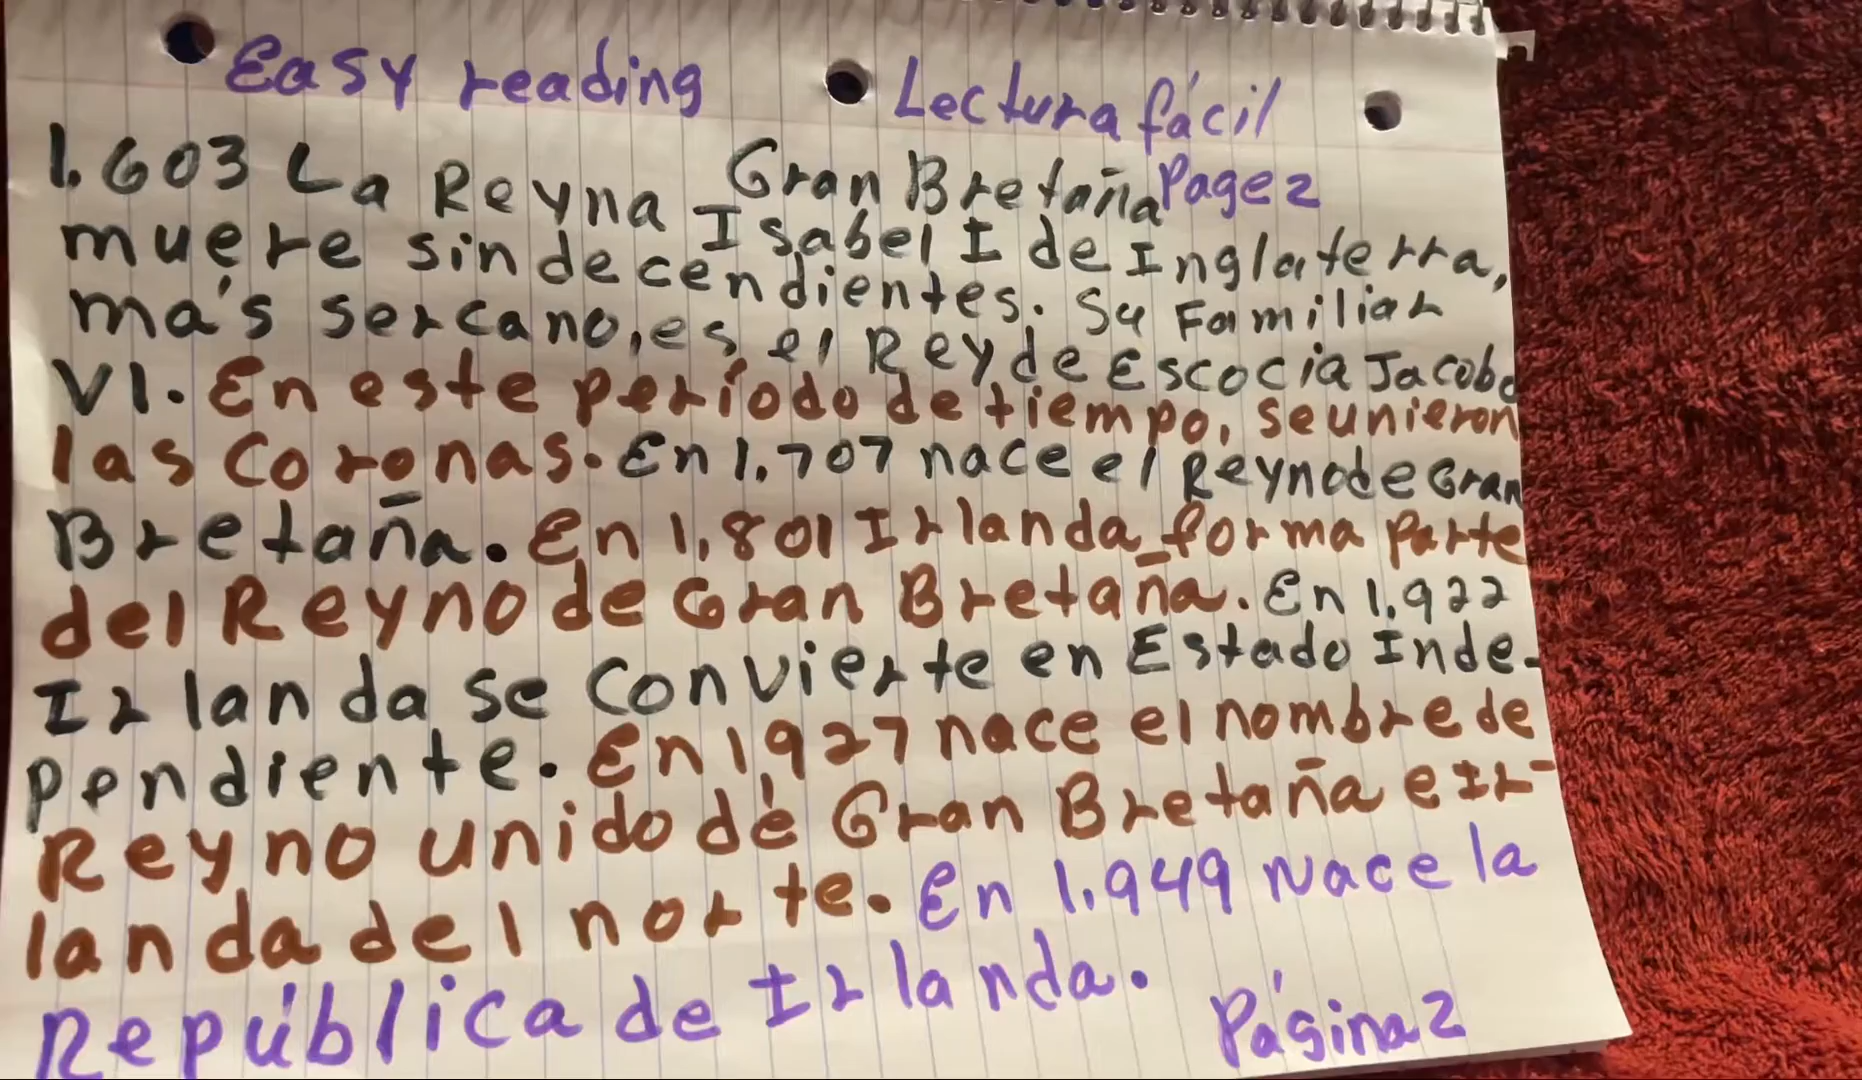 Easy reading Lectura fácil
Gran Bretaña Page 2
1.603 La Reyna Isabel I de Inglaterra,
muere sin decendientes. Su Familiar
más sercano, es el Rey de Escocia Jacobo
VI. En este período de tiempo, se unieron
las Coronas. En 1.707 nace el Reyno de Gran
Bretaña. En 1.801 Irlanda forma parte
del Reyno de Gran Bretaña. En 1.922
Irlanda se convierte en Estado Inde-
pendiente. En 1,927 nace el nombre de
Reyno unido de Gran Bretaña e Ir-
landa del norte. En 1.949 Nace la
República de Irlanda.
Página 2